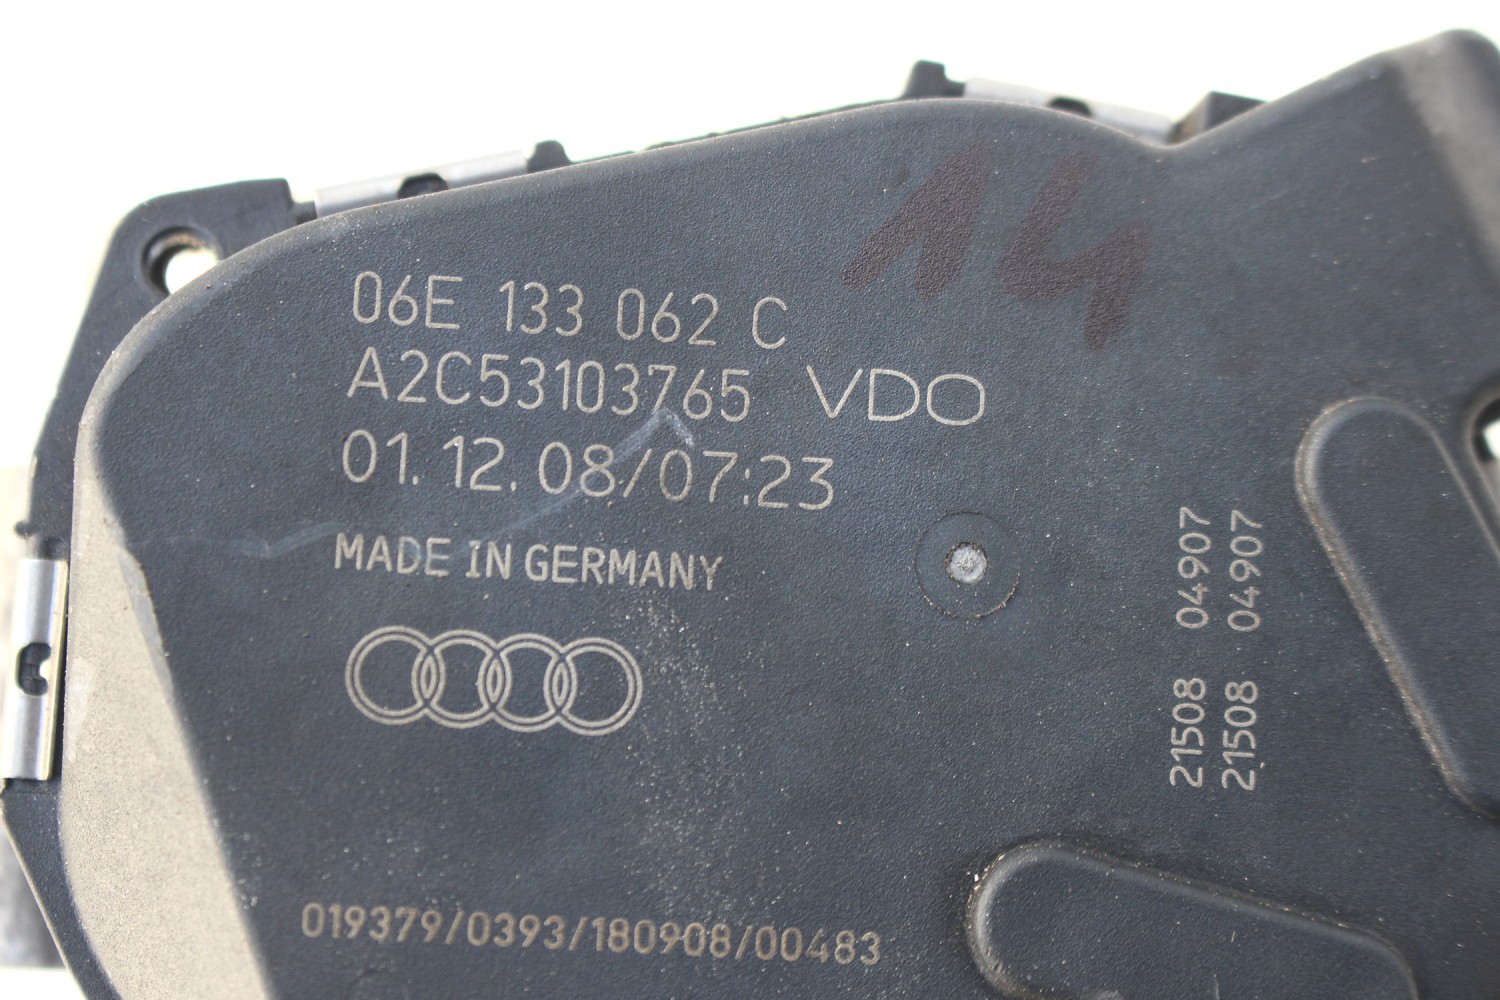 14
06E 133 062 C
A2C53103765 VDO
01.12.08/07:23
MADE IN GERMANY
21508 04907
21508 04907
019379/0393/180908/00483